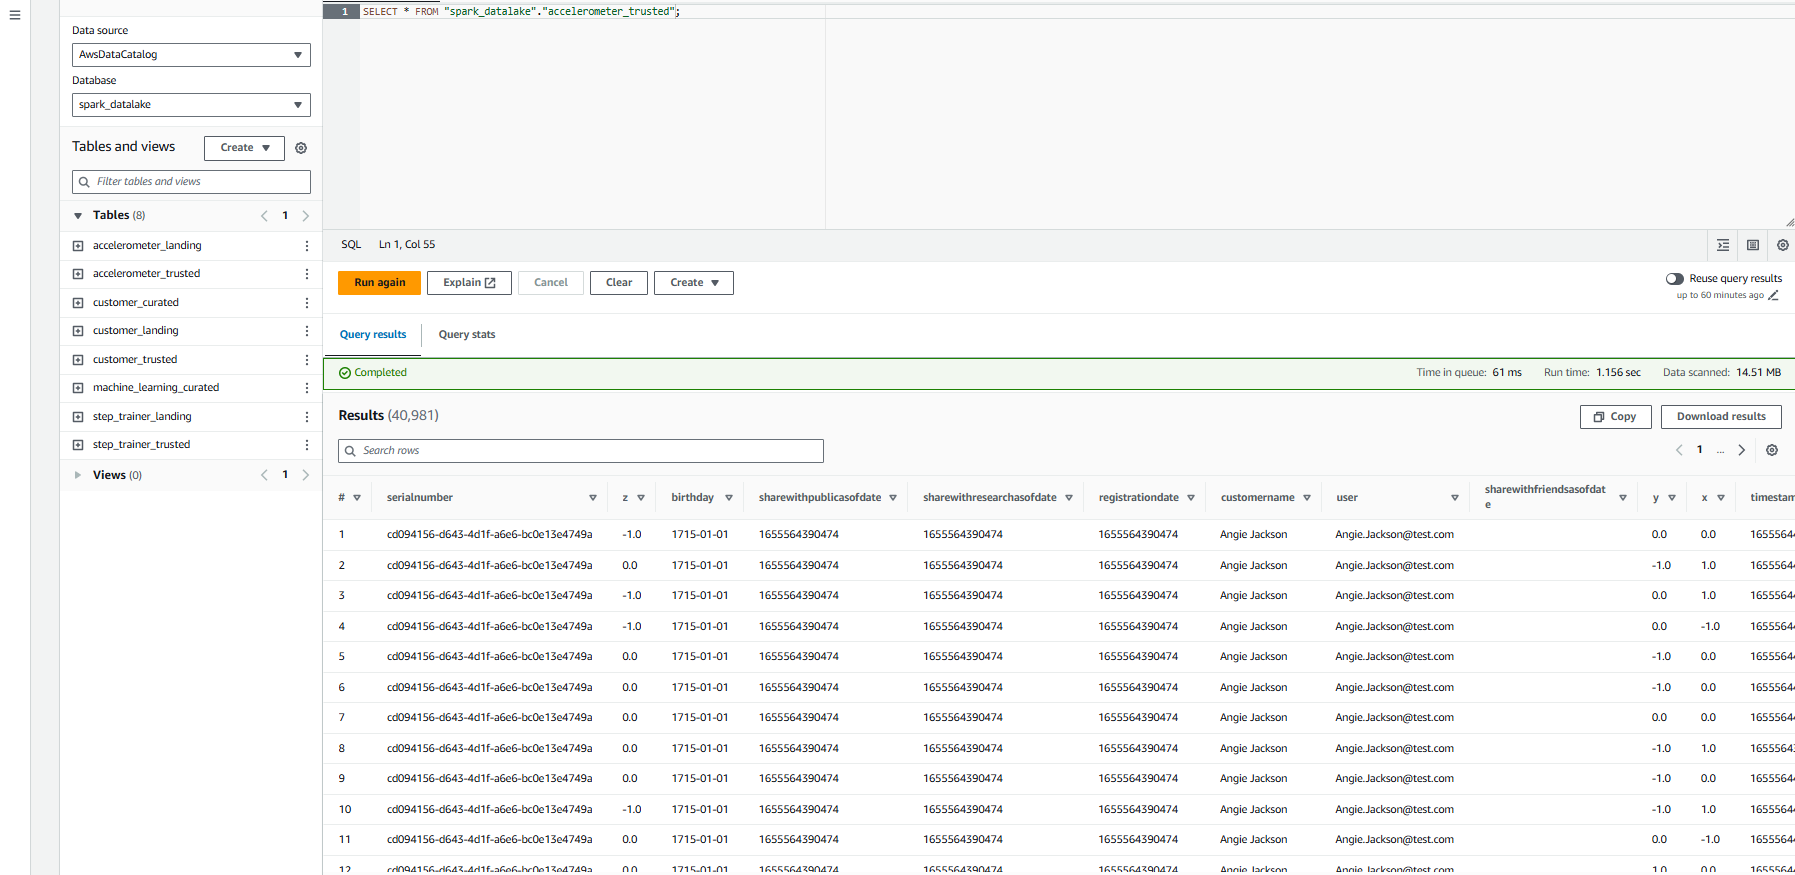 1 SELECT * FROM "spark_datalake"."accelerometer_trusted";
Data source
AwsDataCatalog
Database
spark_datalake
Tables and views Create
Filter tables and views
Tables (8) 1
accelerometer_landing
accelerometer_trusted
customer_curated
customer_landing
customer_trusted
machine_learning_curated
step_trainer_landing
step_trainer_trusted
Views (0) 1
SQL Ln 1, Col 55
Run again Explain Cancel Clear Create
Reuse query results
up to 60 minutes ago
Query results Query stats
Completed Time in queue: 61 ms Run time: 1.156 sec Data scanned: 14.51 MB
Results (40,981) Copy Download results
Search rows 1 ...
# serialnumber z birthday sharewithpublicasofdate sharewithresearchasofdate registrationdate customername user sharewithfriendsasofdat
e y x timestam
1 cd094156-d643-4d1f-a6e6-bc0e13e4749a -1.0 1715-01-01 1655564390474 1655564390474 1655564390474 Angie Jackson Angie.Jackson@test.com 0.0 0.0 16555644
2 cd094156-d643-4d1f-a6e6-bc0e13e4749a 0.0 1715-01-01 1655564390474 1655564390474 1655564390474 Angie Jackson Angie.Jackson@test.com -1.0 1.0 16555644
3 cd094156-d643-4d1f-a6e6-bc0e13e4749a -1.0 1715-01-01 1655564390474 1655564390474 1655564390474 Angie Jackson Angie.Jackson@test.com 0.0 1.0 16555644
4 cd094156-d643-4d1f-a6e6-bc0e13e4749a -1.0 1715-01-01 1655564390474 1655564390474 1655564390474 Angie Jackson Angie.Jackson@test.com 0.0 -1.0 16555644
5 cd094156-d643-4d1f-a6e6-bc0e13e4749a 0.0 1715-01-01 1655564390474 1655564390474 1655564390474 Angie Jackson Angie.Jackson@test.com -1.0 0.0 16555644
6 cd094156-d643-4d1f-a6e6-bc0e13e4749a 0.0 1715-01-01 1655564390474 1655564390474 1655564390474 Angie Jackson Angie.Jackson@test.com -1.0 0.0 16555644
7 cd094156-d643-4d1f-a6e6-bc0e13e4749a 0.0 1715-01-01 1655564390474 1655564390474 1655564390474 Angie Jackson Angie.Jackson@test.com 0.0 0.0 16555644
8 cd094156-d643-4d1f-a6e6-bc0e13e4749a 0.0 1715-01-01 1655564390474 1655564390474 1655564390474 Angie Jackson Angie.Jackson@test.com -1.0 1.0 1655564
9 cd094156-d643-4d1f-a6e6-bc0e13e4749a 0.0 1715-01-01 1655564390474 1655564390474 1655564390474 Angie Jackson Angie.Jackson@test.com -1.0 0.0 16555644
10 cd094156-d643-4d1f-a6e6-bc0e13e4749a -1.0 1715-01-01 1655564390474 1655564390474 1655564390474 Angie Jackson Angie.Jackson@test.com -1.0 1.0 16555644
11 cd094156-d643-4d1f-a6e6-bc0e13e4749a 0.0 1715-01-01 1655564390474 1655564390474 1655564390474 Angie Jackson Angie.Jackson@test.com 0.0 -1.0 16555644
12 cd094156-d643-4d1f-a6e6-bc0e13e4749a 0.0 1715-01-01 1655564390474 1655564390474 1655564390474 Angie Jackson Angie.Jackson@test.com 0.0